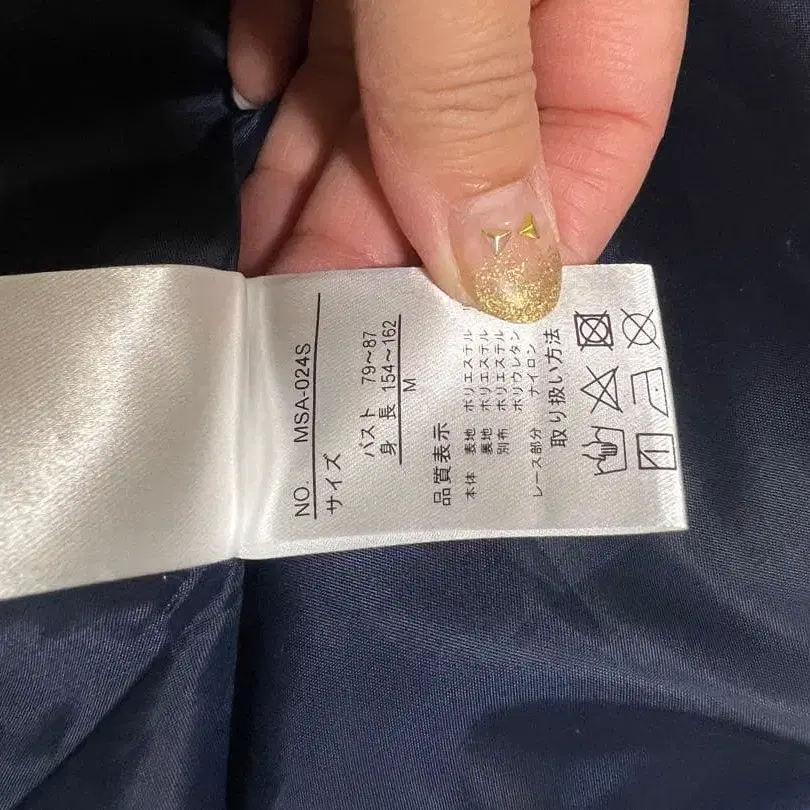 NO. MSA-024S
サイズ
バスト 79～87
身 長 154～162
M
品質表示
本体 表地 ポリエステル
裏地 ポリエステル
別布 ポリエステル
ポリウレタン
レース部分 ナイロン
取り扱い方法